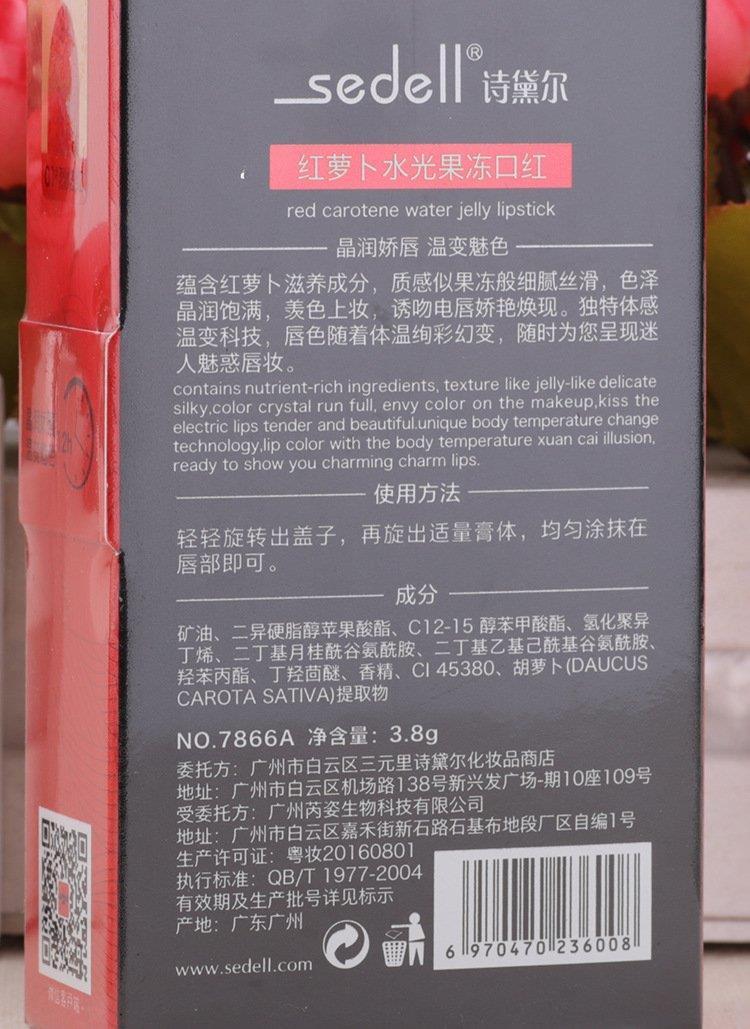 sedell® 诗黛尔
红萝卜水光果冻口红
red carotene water jelly lipstick
晶润娇唇 温变魅色
蕴含红萝卜滋养成分，质感似果冻般细腻丝滑，色泽
晶润饱满，羡色上妆，诱吻电唇娇艳焕现。独特体感
温变科技，唇色随着体温绚彩幻变，随时为您呈现迷
人魅惑唇妆。
contains nutrient-rich ingredients, texture like jelly-like delicate
silky,color crystal run full, envy color on the makeup,kiss the
electric lips tender and beautiful.unique body temperature change
technology,lip color with the body temperature xuan cai illusion,
ready to show you charming charm lips.
使用方法
轻轻旋转出盖子，再旋出适量膏体，均匀涂抹在
唇部即可。
成分
矿油、二异硬脂醇苹果酸酯、C12-15 醇苯甲酸酯、氢化聚异
丁烯、二丁基月桂酰谷氨酰胺、二丁基乙基己酰基谷氨酰胺、
羟苯丙酯、丁羟茴醚、香精、CI 45380、胡萝卜(DAUCUS
CAROTA SATIVA)提取物
NO.7866A 净含量：3.8g
委托方：广州市白云区三元里诗黛尔化妆品商店
地址：广州市白云区机场路138号新兴发广场-期10座109号
受委托方：广州芮姿生物科技有限公司
地址：广州市白云区嘉禾街新石路石基布地段厂区自编1号
生产许可证：粤妆20160801
执行标准：QB/T 1977-2004
有效期及生产批号详见标示
产地：广东广州
www.sedell.com
6 970470 236008
12h
微信客户端